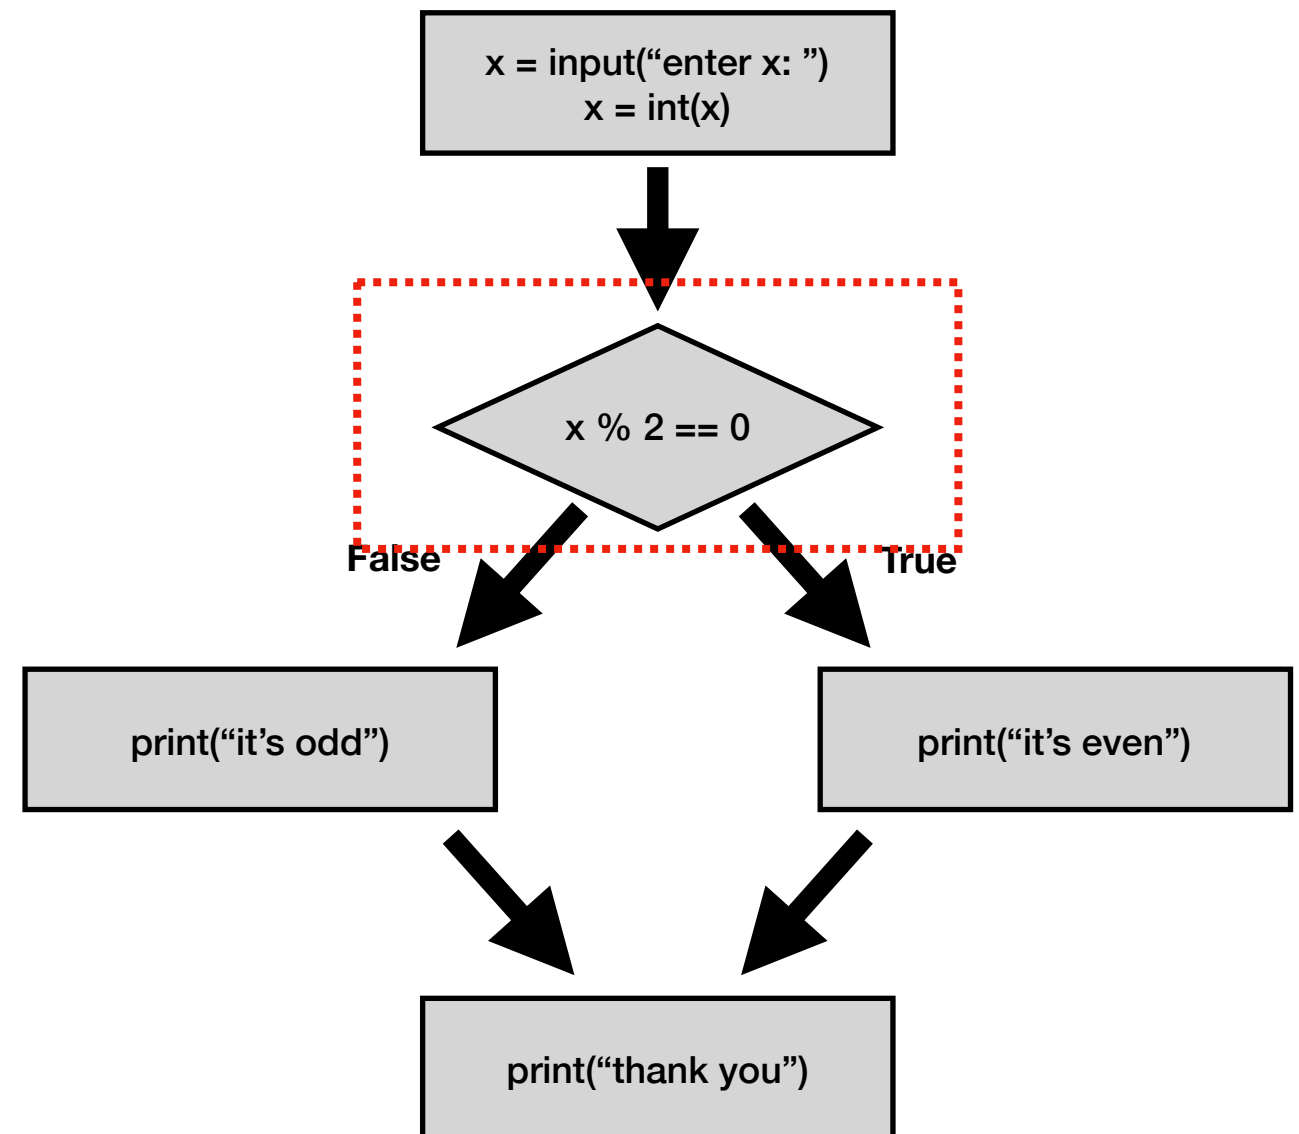 x = input(“enter x: ”)
x = int(x)
x % 2 == 0
False
True
print(“it’s odd”)
print(“it’s even”)
print(“thank you”)